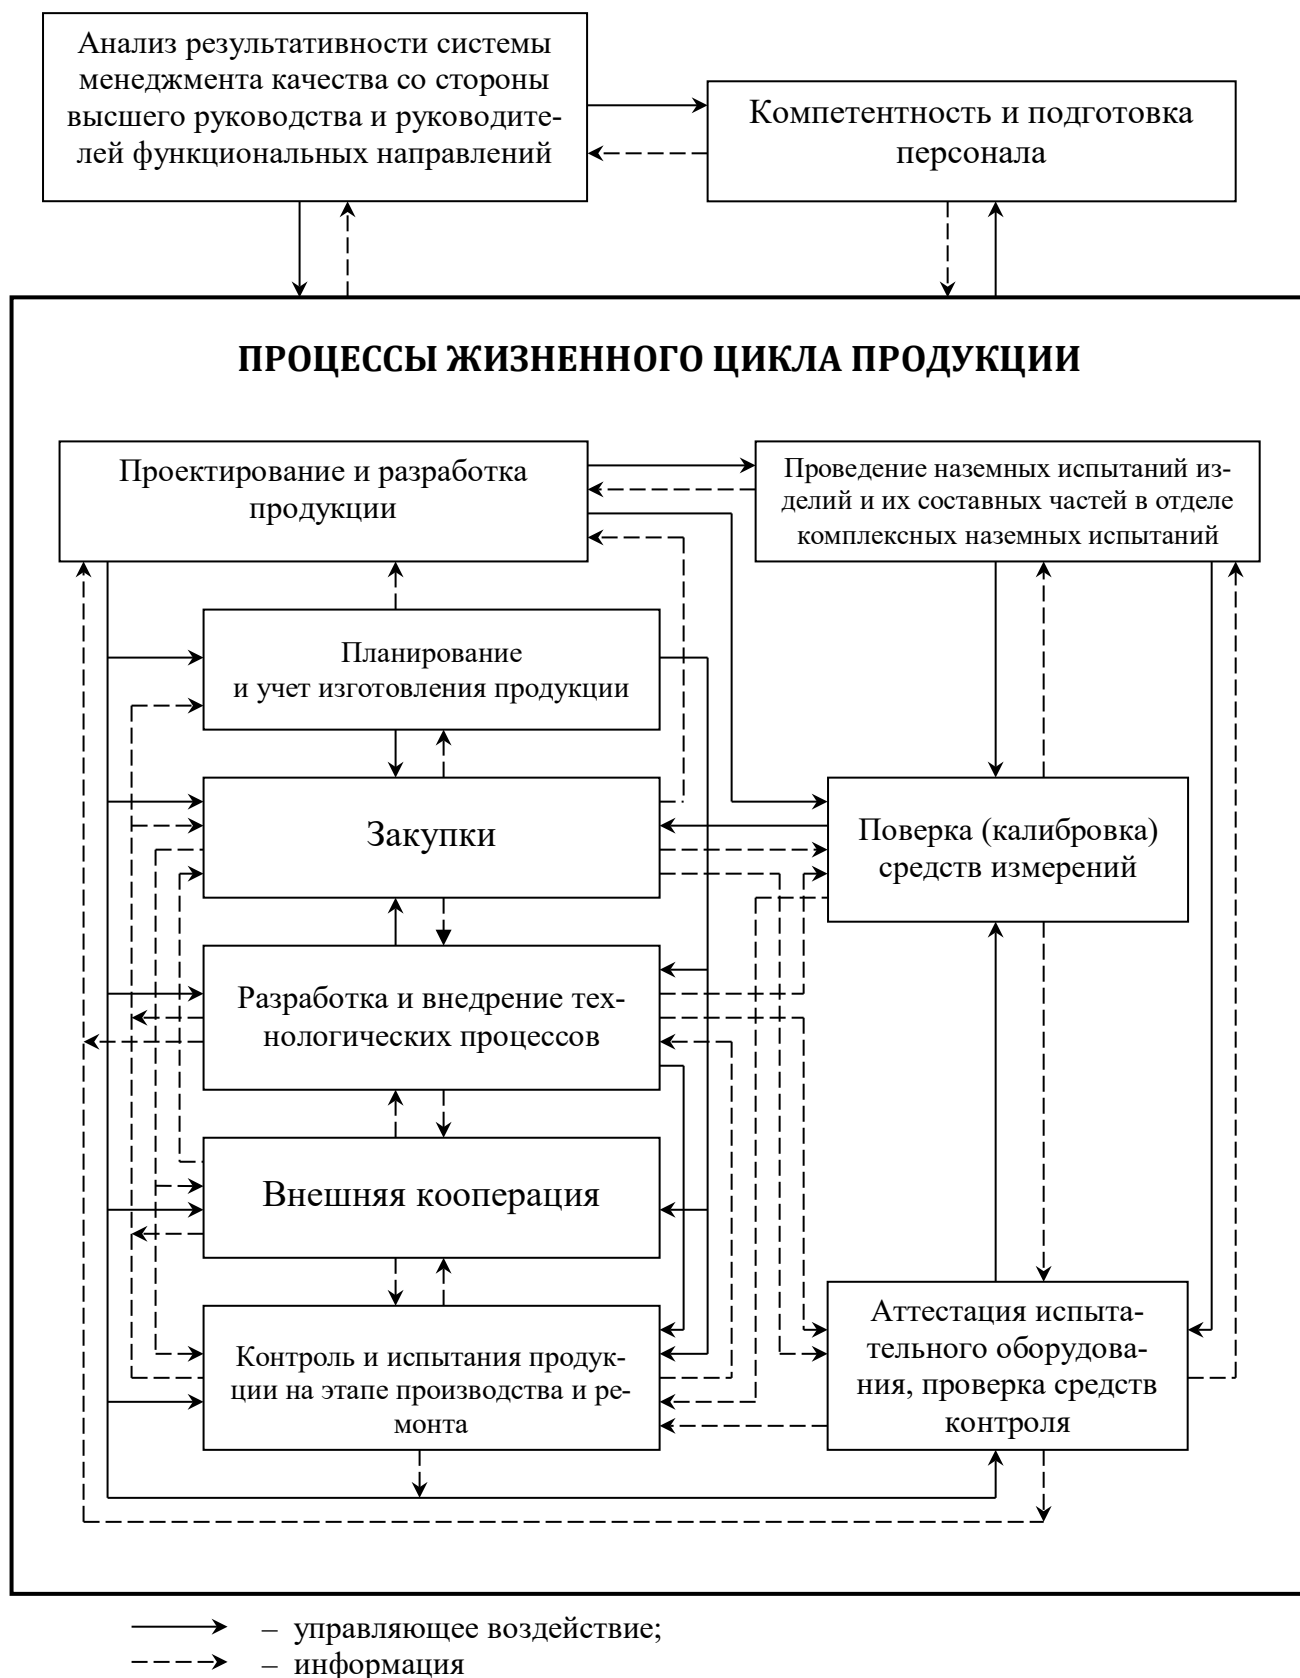 Анализ результативности системы
менеджмента качества со стороны
высшего руководства и руководите-
лей функциональных направлений
Компетентность и подготовка
персонала
ПРОЦЕССЫ ЖИЗНЕННОГО ЦИКЛА ПРОДУКЦИИ
Проектирование и разработка
продукции
Проведение наземных испытаний из-
делий и их составных частей в отделе
комплексных наземных испытаний
Планирование
и учет изготовления продукции
Закупки
Поверка (калибровка)
средств измерений
Разработка и внедрение тех-
нологических процессов
Внешняя кооперация
Контроль и испытания продук-
ции на этапе производства и ре-
монта
Аттестация испыта-
тельного оборудова-
ния, проверка средств
контроля
– управляющее воздействие;
– информация